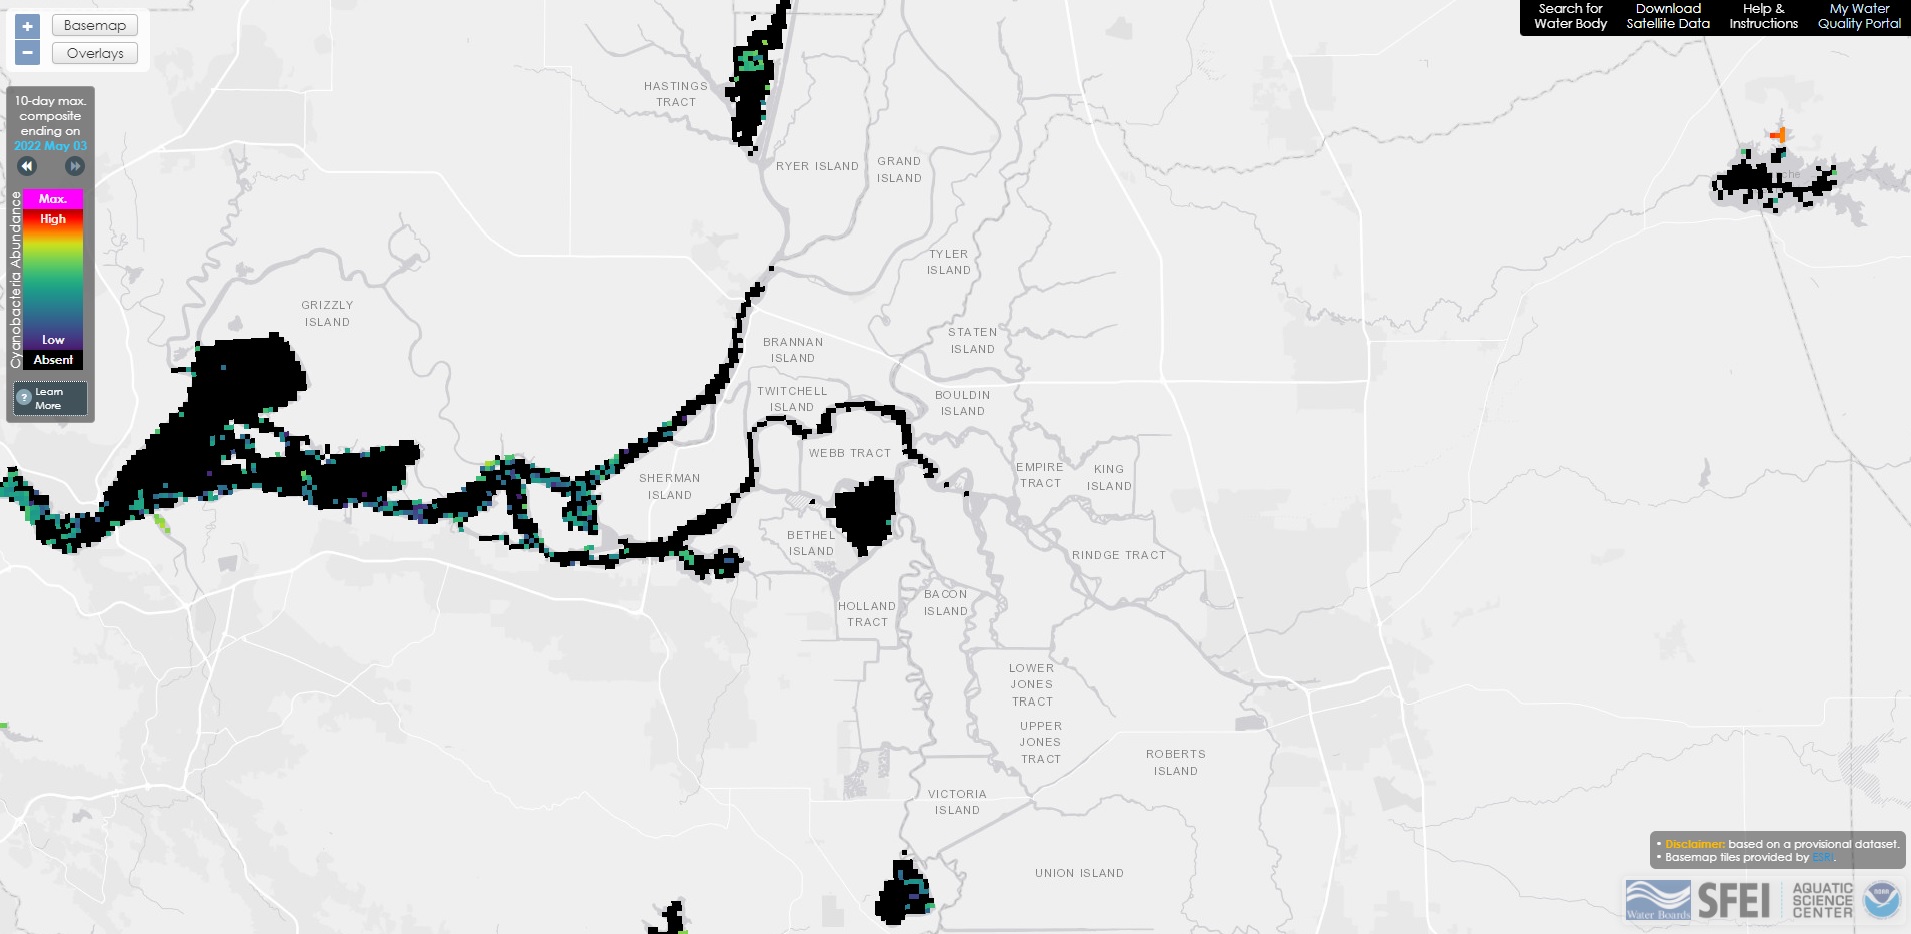 +
−
Basemap
Overlays
Search for
Water Body
Download
Satellite Data
Help &
Instructions
My Water
Quality Portal
10-day max.
composite
ending on
2022 May 03
Cyanobacteria Abundance
Max.
High
Low
Absent
? Learn
More
HASTINGS
TRACT
RYER ISLAND
GRAND
ISLAND
TYLER
ISLAND
GRIZZLY
ISLAND
BRANNAN
ISLAND
STATEN
ISLAND
TWITCHELL
ISLAND
BOULDIN
ISLAND
WEBB TRACT
SHERMAN
ISLAND
EMPIRE
TRACT
KING
ISLAND
BETHEL
ISLAND
RINDGE TRACT
HOLLAND
TRACT
BACON
ISLAND
LOWER
JONES
TRACT
UPPER
JONES
TRACT
ROBERTS
ISLAND
VICTORIA
ISLAND
UNION ISLAND
• Disclaimer: based on a provisional dataset.
• Basemap tiles provided by ESRI.
Water Boards
SFEI
AQUATIC
SCIENCE
CENTER
noaa